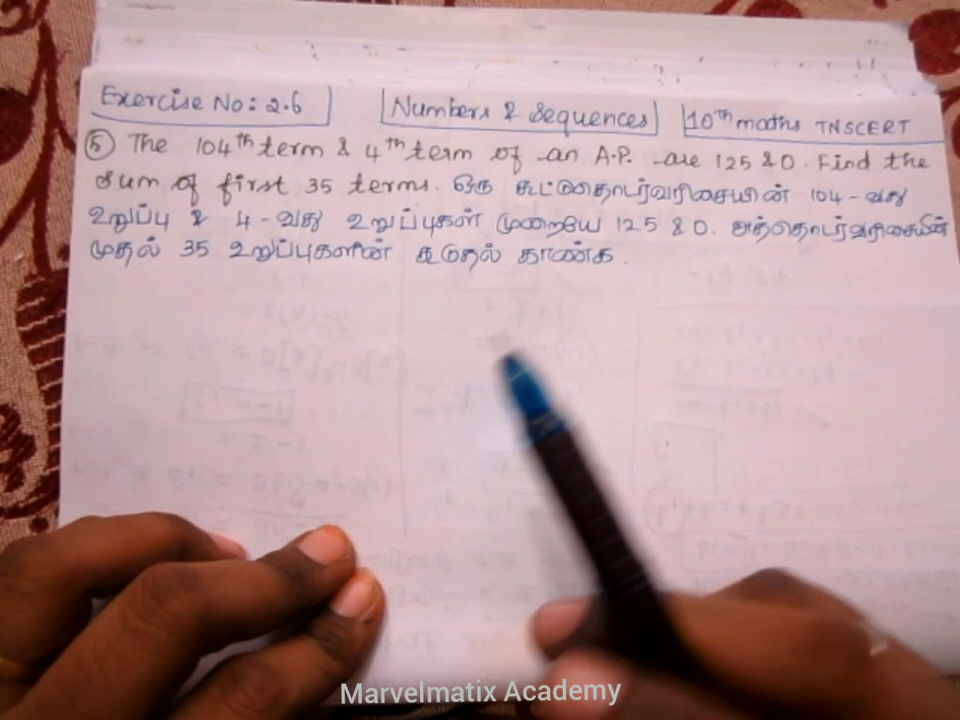 Exercise No: 2.6
Numbers & Sequences
10th maths TNSCERT
⑤ The 104th term & 4th term of an A.P. are 125 & 0. Find the
sum of first 35 terms. ஒரு கூட்டுதொடர்வரிசையின் 104-வது
உறுப்பு & 4-வது உறுப்புகள் முறையே 125 & 0. அத்தொடர்வரிசையின்
முதல் 35 உறுப்புகளின் கூடுதல் காண்க.
Marvelmatix Academy